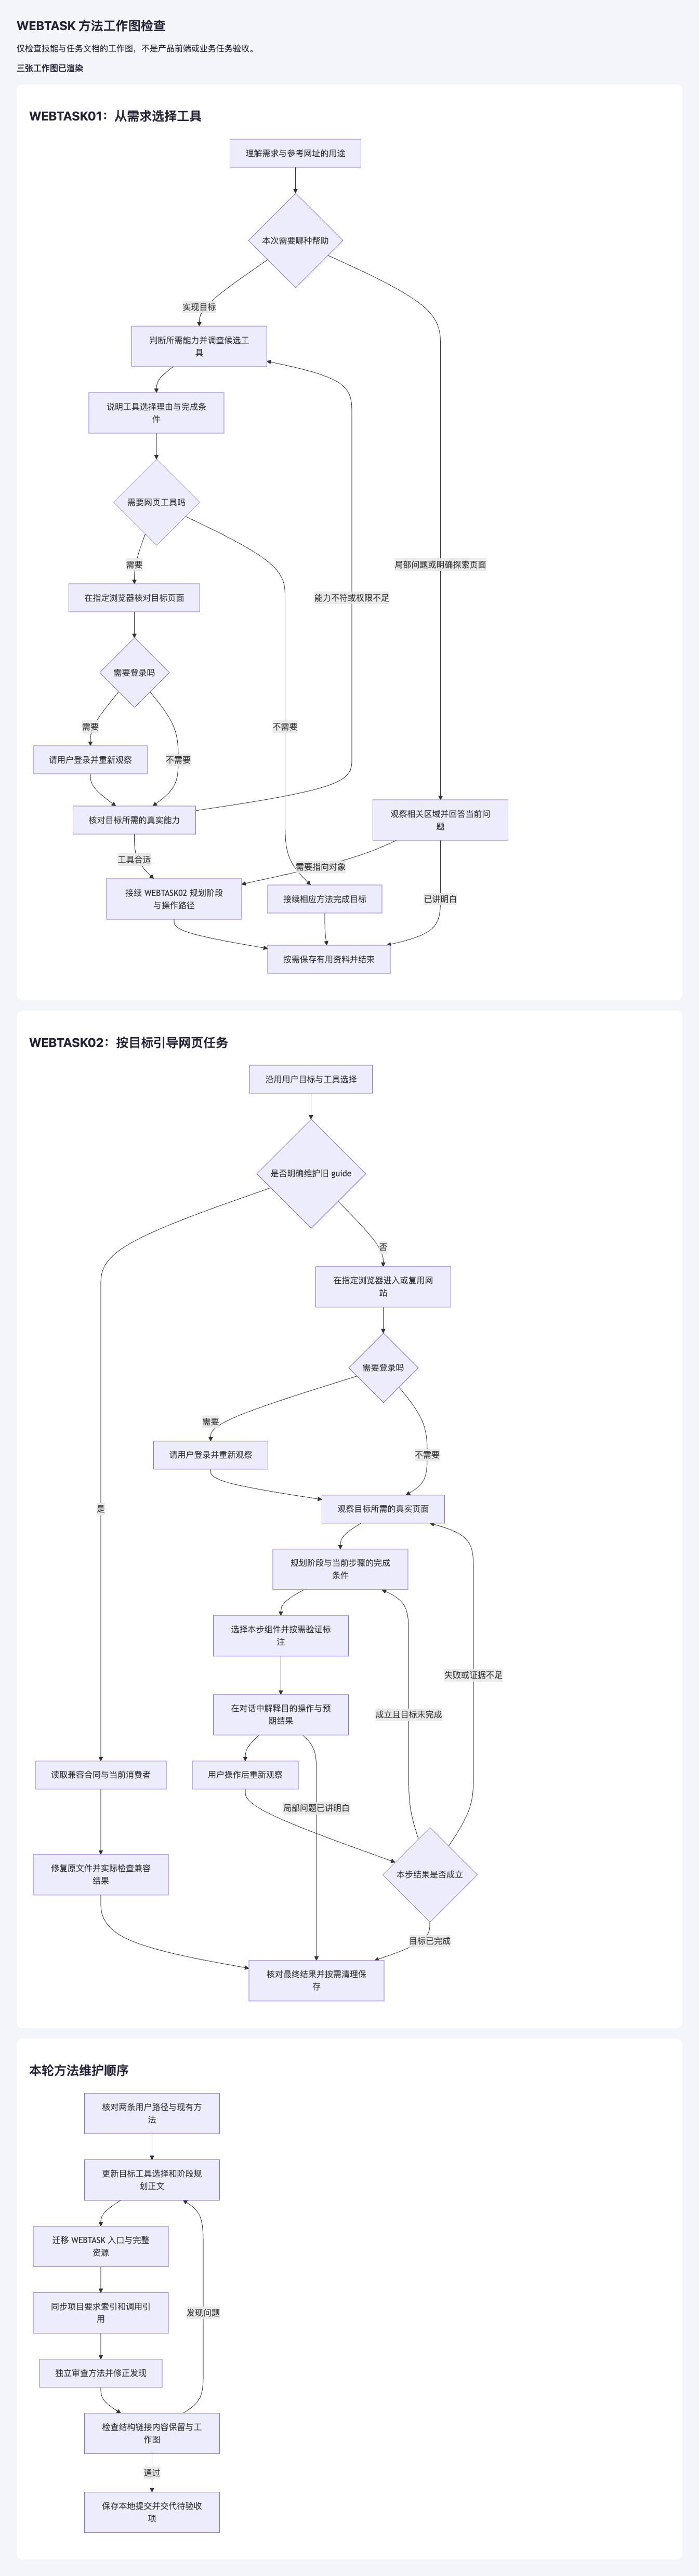 WEBTASK 方法工作图检查
仅检查技能与任务文档的工作图，不是产品前端或业务任务验收。
三张工作图已渲染
WEBTASK01：从需求选择工具
理解需求与参考网址的用途
本次需要哪种帮助
实现目标
判断所需能力并调查候选工
具
说明工具选择理由与完成条
件
需要网页工具吗
需要
局部问题或明确探索页面
在指定浏览器核对目标页面
能力不符或权限不足
需要登录吗
需要
不需要
请用户登录并重新观察
不需要
核对目标所需的真实能力
观察相关区域并回答当前问
题
工具合适
需要指向对象
接续 WEBTASK02 规划阶段
与操作路径
接续相应方法完成目标
已讲明白
按需保存有用资料并结束
WEBTASK02：按目标引导网页任务
沿用用户目标与工具选择
是否明确维护旧 guide
否
在指定浏览器进入或复用网
站
需要登录吗
需要
请用户登录并重新观察
不需要
是
观察目标所需的真实页面
规划阶段与当前步骤的完成
条件
选择本步组件并按需验证标
注
失败或证据不足
在对话中解释目的操作与预
期结果
成立且目标未完成
读取兼容合同与当前消费者
用户操作后重新观察
局部问题已讲明白
修复原文件并实际检查兼容
结果
本步结果是否成立
目标已完成
核对最终结果并按需清理保
存
本轮方法维护顺序
核对两条用户路径与现有方
法
更新目标工具选择和阶段规
划正文
迁移 WEBTASK 入口与完整
资源
同步项目要求索引和调用引
用
发现问题
独立审查方法并修正发现
检查结构链接内容保留与工
作图
通过
保存本地提交并交代待验收
项